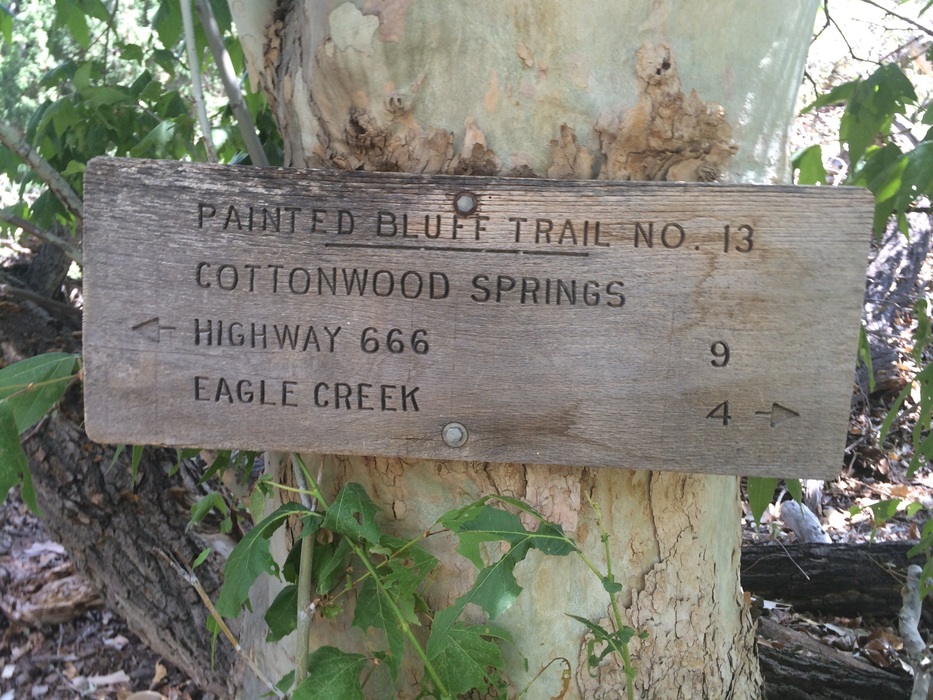 PAINTED BLUFF TRAIL NO. 13
COTTONWOOD SPRINGS
← HIGHWAY 666 9
EAGLE CREEK 4 →